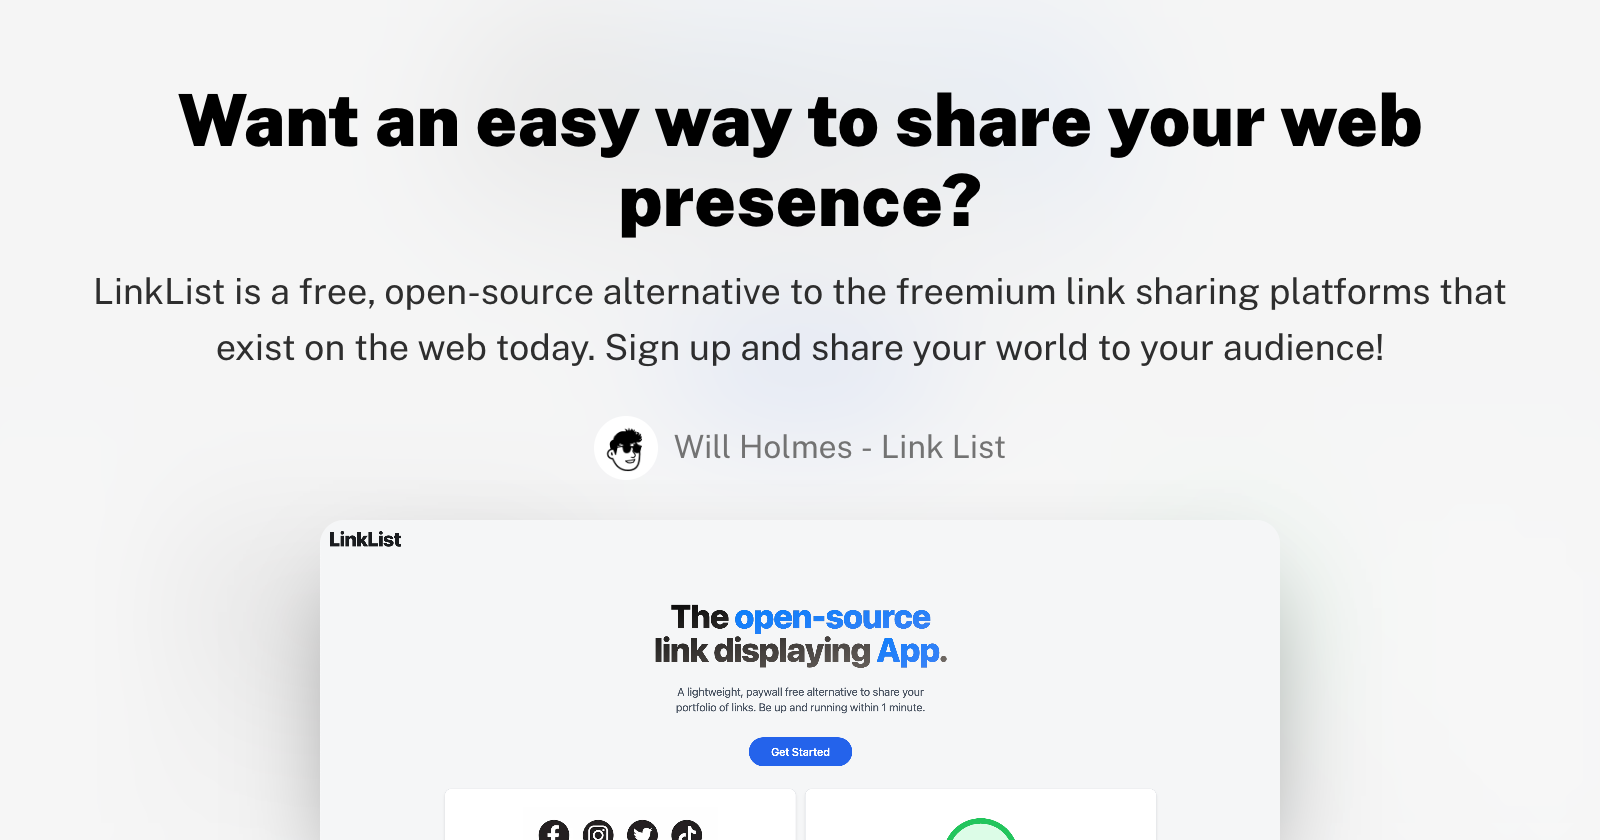 Want an easy way to share your web
presence?
LinkList is a free, open-source alternative to the freemium link sharing platforms that
exist on the web today. Sign up and share your world to your audience!
Will Holmes - Link List
LinkList
The open-source
link displaying App.
A lightweight, paywall free alternative to share your
portfolio of links. Be up and running within 1 minute.
Get Started